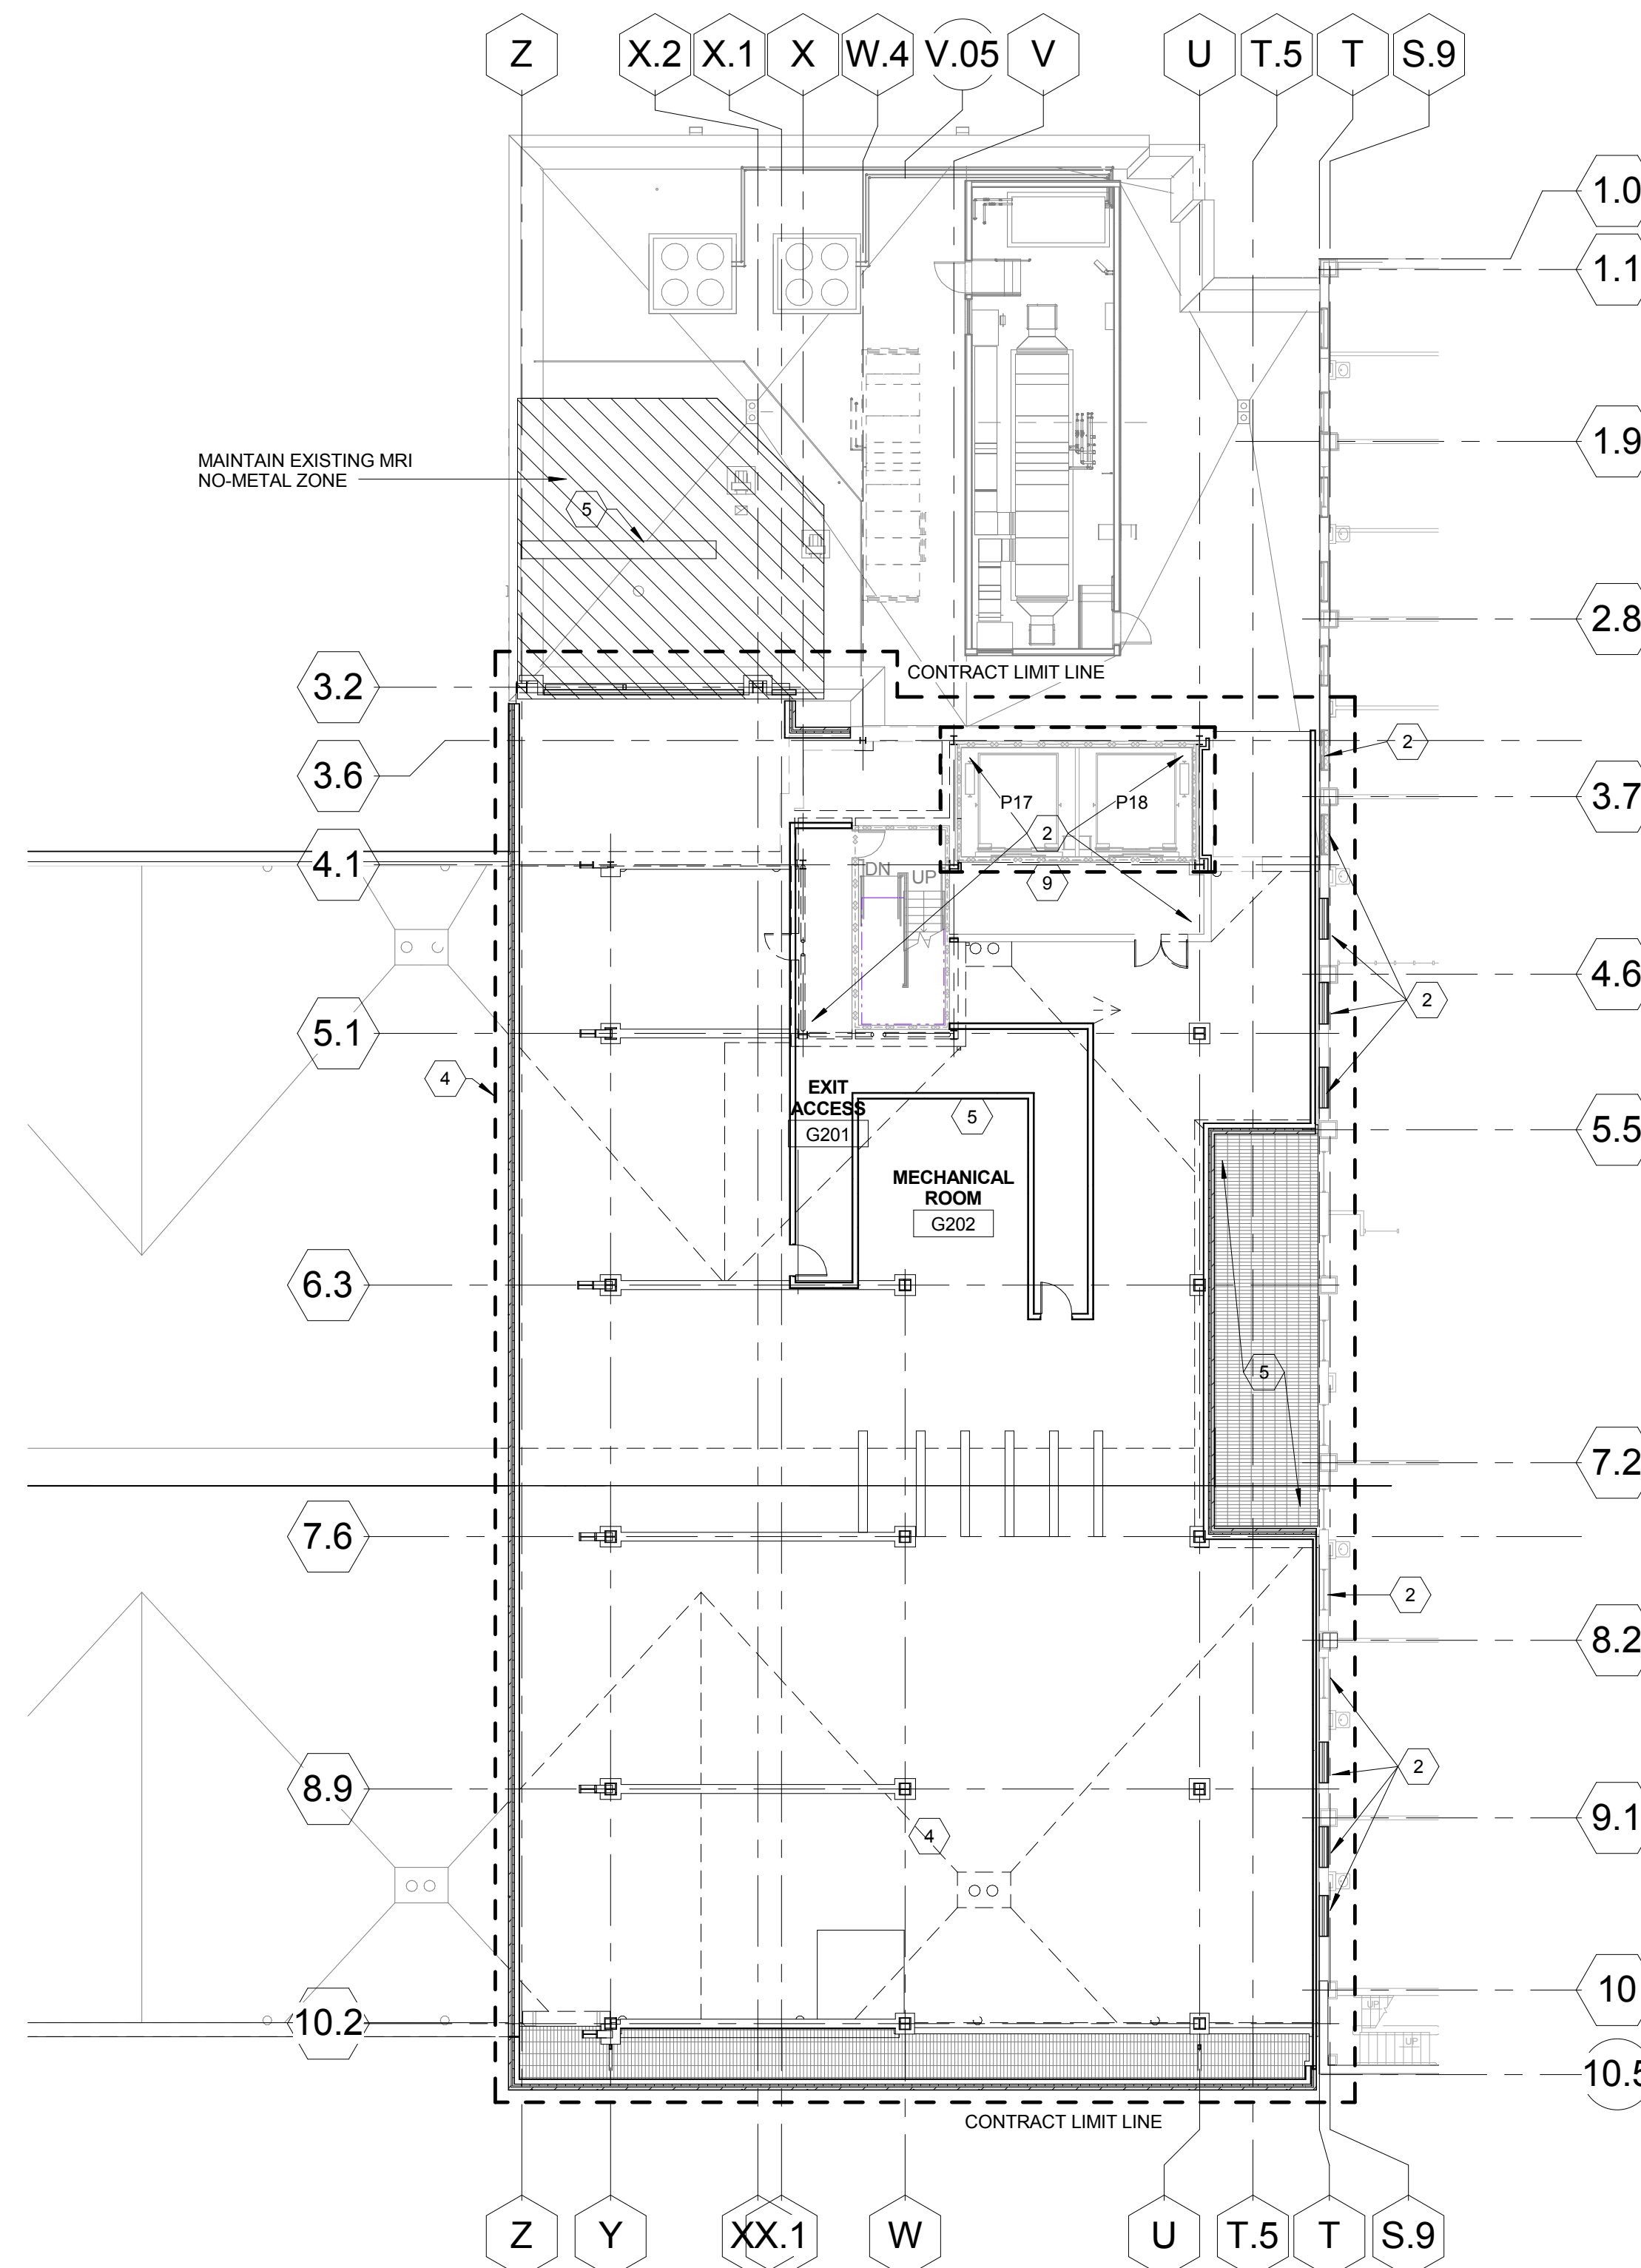 Z
X.2
X.1
X
W.4
V.05
V
U
T.5
T
S.9
1.0
1.1
1.9
MAINTAIN EXISTING MRI
NO-METAL ZONE
5
2.8
CONTRACT LIMIT LINE
3.2
3.6
2
3.7
P17
P18
2
4.1
DN
UP
9
4.6
2
5.1
4
EXIT
ACCESS
G201
5
5.5
MECHANICAL
ROOM
G202
6.3
5
7.2
7.6
2
8.2
8.9
2
9.1
4
10
UP
10.2
UP
10.5
CONTRACT LIMIT LINE
Z
Y
X
X.1
W
U
T.5
T
S.9